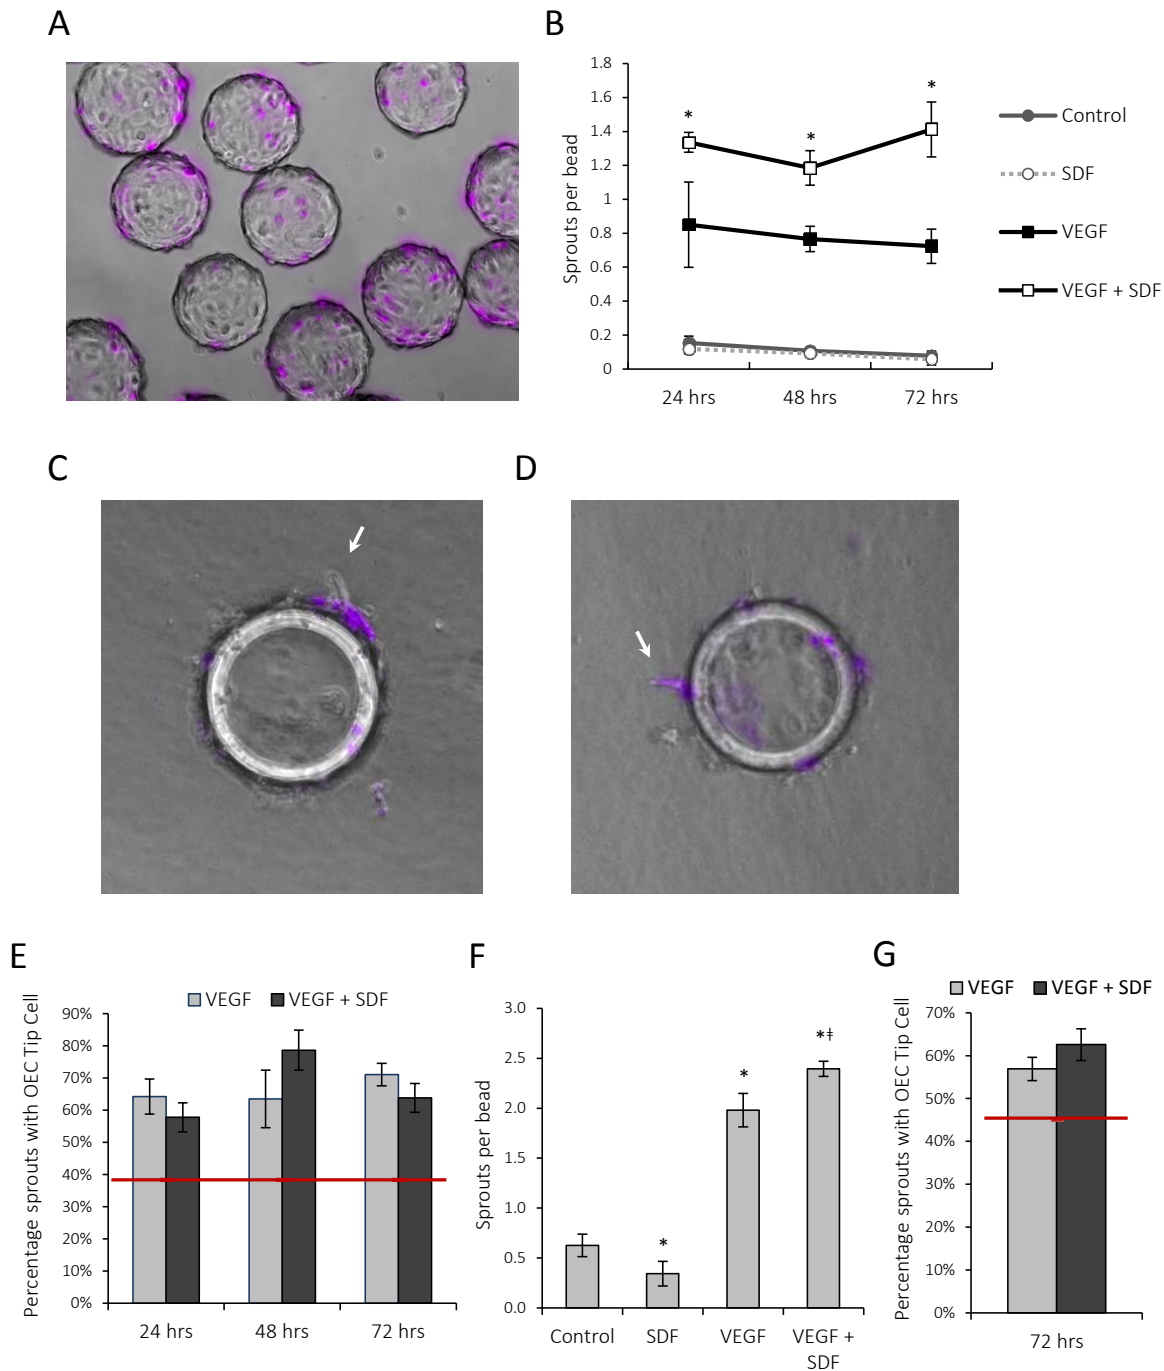 A
B
Sprouts per bead
1.8
1.6
1.4
1.2
1
0.8
0.6
0.4
0.2
0
* * *
24 hrs 48 hrs 72 hrs
Control
SDF
VEGF
VEGF + SDF
C
D
E
Percentage sprouts with OEC Tip Cell
VEGF VEGF + SDF
90%
80%
70%
60%
50%
40%
30%
20%
10%
0%
24 hrs 48 hrs 72 hrs
F
Sprouts per bead
3.0
2.5
2.0
1.5
1.0
0.5
0.0
* * *ǂ
Control SDF VEGF VEGF +
SDF
G
Percentage sprouts with OEC Tip Cell
VEGF VEGF + SDF
70%
60%
50%
40%
30%
20%
10%
0%
72 hrs